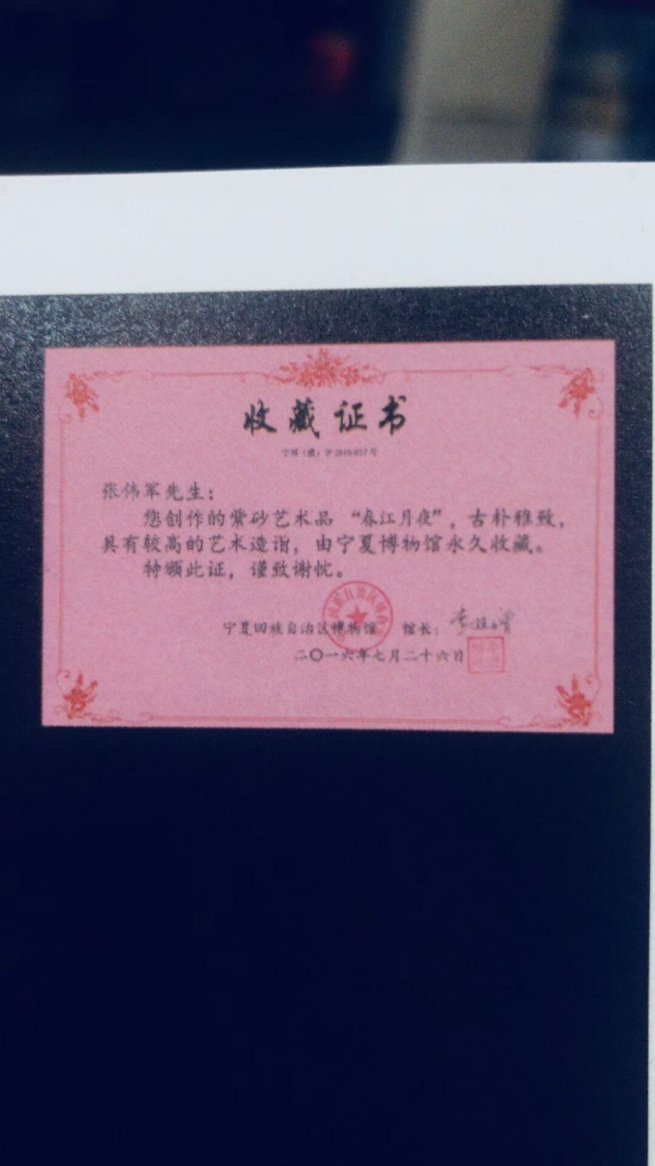 收藏证书
张伟军先生：
您创作的紫砂艺术品“春江月夜”，古朴雅致，
具有较高的艺术造诣，由宁夏博物馆永久收藏。
特颁此证，谨致谢忱。
宁夏回族自治区博物馆 馆长：
二〇一六年七月二十六日